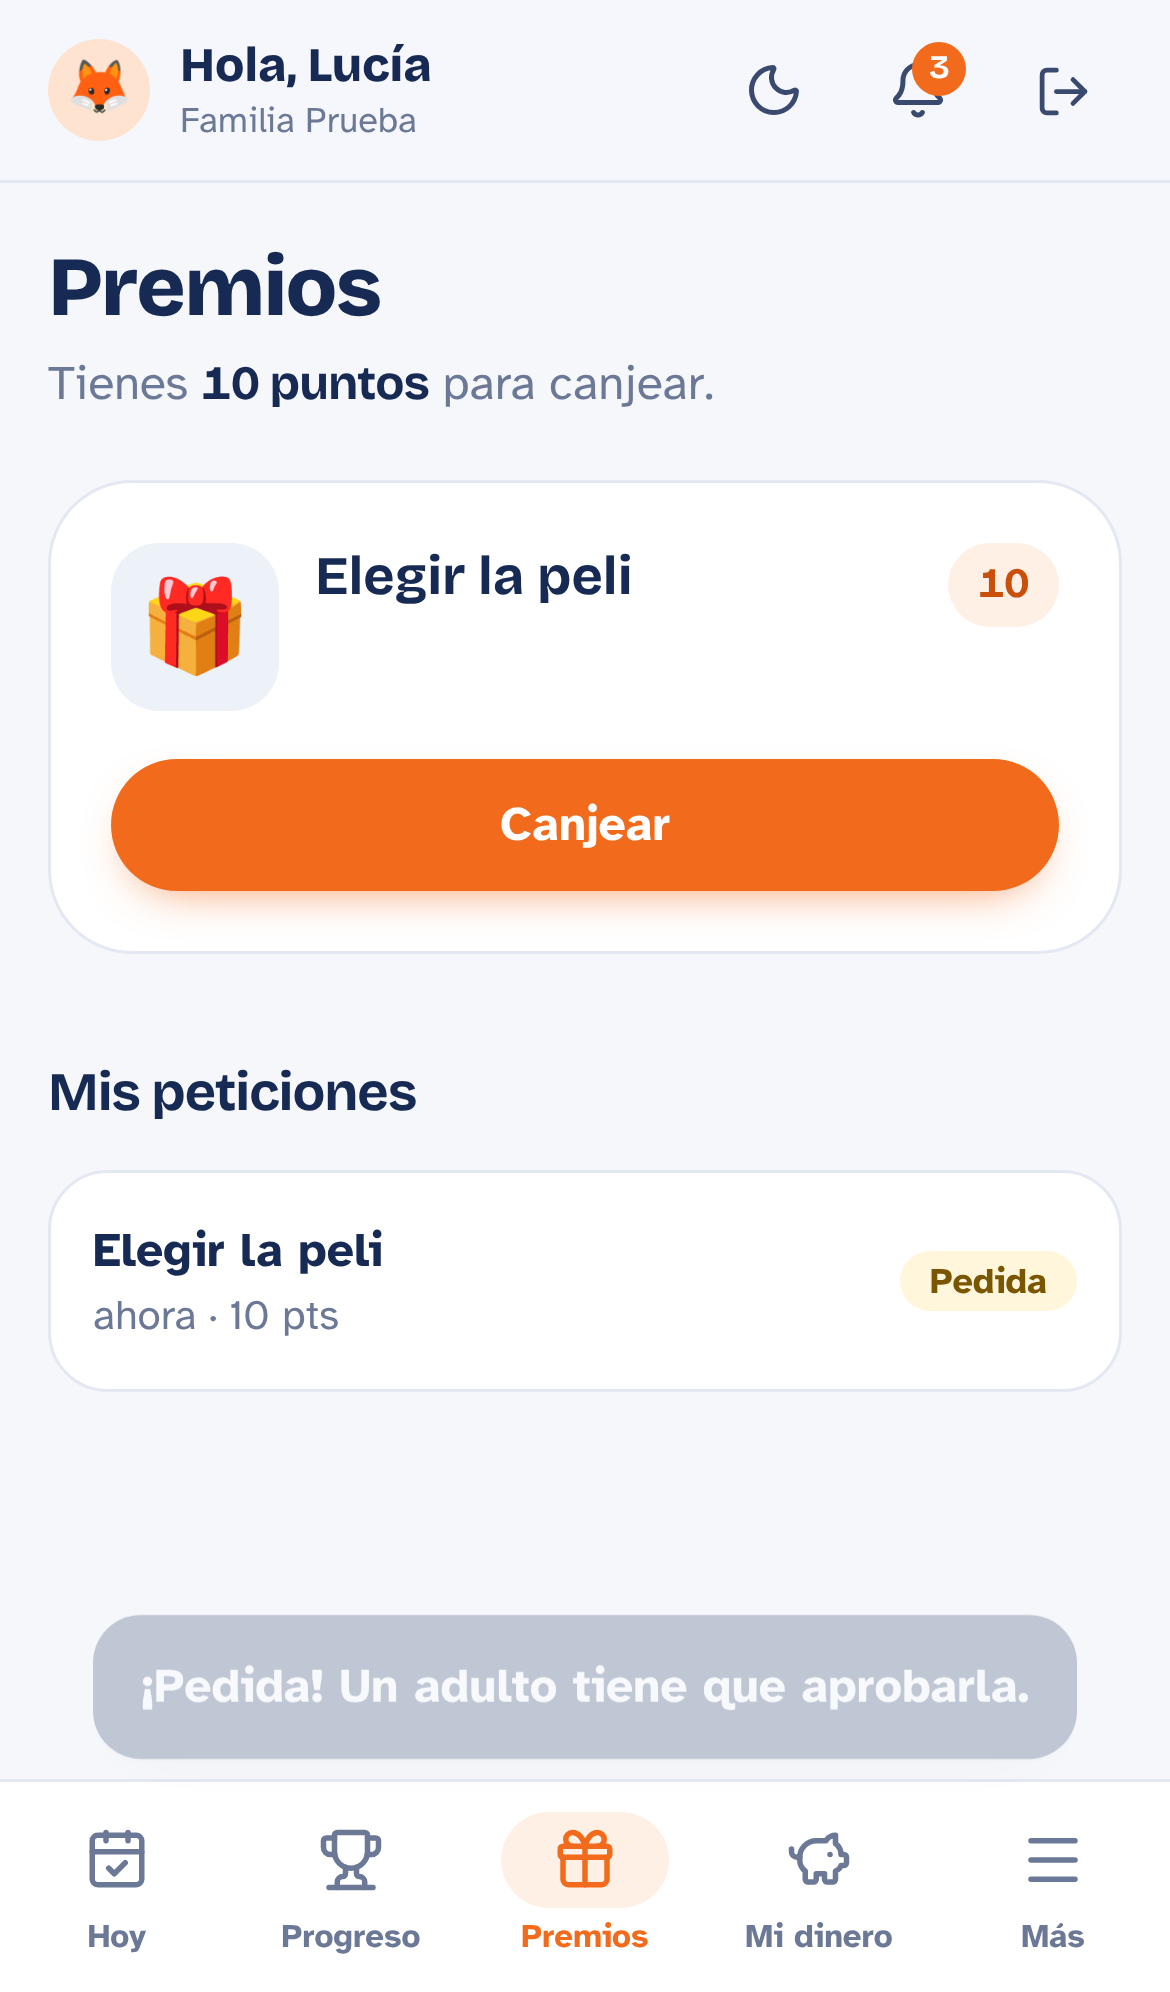 Hola, Lucía
Familia Prueba
3
Premios
Tienes 10 puntos para canjear.
Elegir la peli
10
Canjear
Mis peticiones
Elegir la peli
ahora · 10 pts
Pedida
¡Pedida! Un adulto tiene que aprobarla.
Hoy
Progreso
Premios
Mi dinero
Más